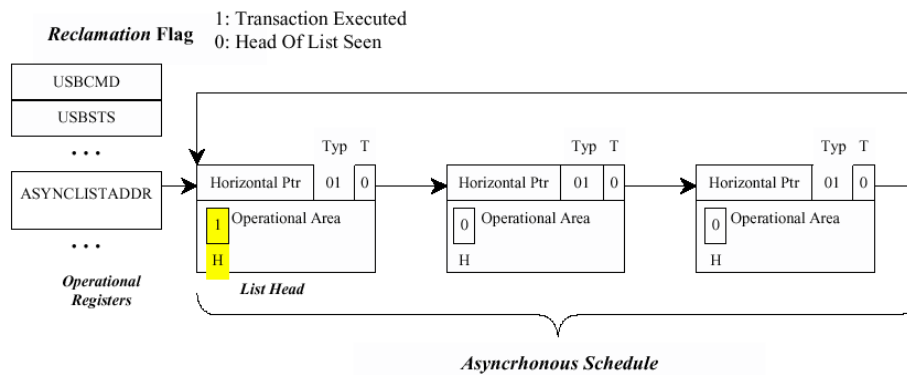 1: Transaction Executed
Reclamation Flag
0: Head Of List Seen
USBCMD
USBSTS
• • •
Typ T
Typ T
Typ T
ASYNCLISTADDR
Horizontal Ptr 01 0
Horizontal Ptr 01 0
Horizontal Ptr 01 0
1 Operational Area
0 Operational Area
0 Operational Area
H
H
H
• • •
Operational
Registers
List Head
Asyncrhonous Schedule